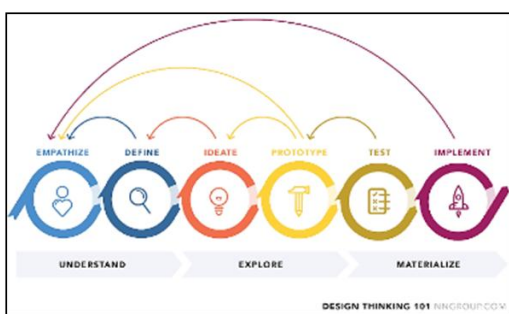 EMPATHIZE DEFINE IDEATE PROTOTYPE TEST IMPLEMENT
UNDERSTAND EXPLORE MATERIALIZE
DESIGN THINKING 101 NNGROUP.COM